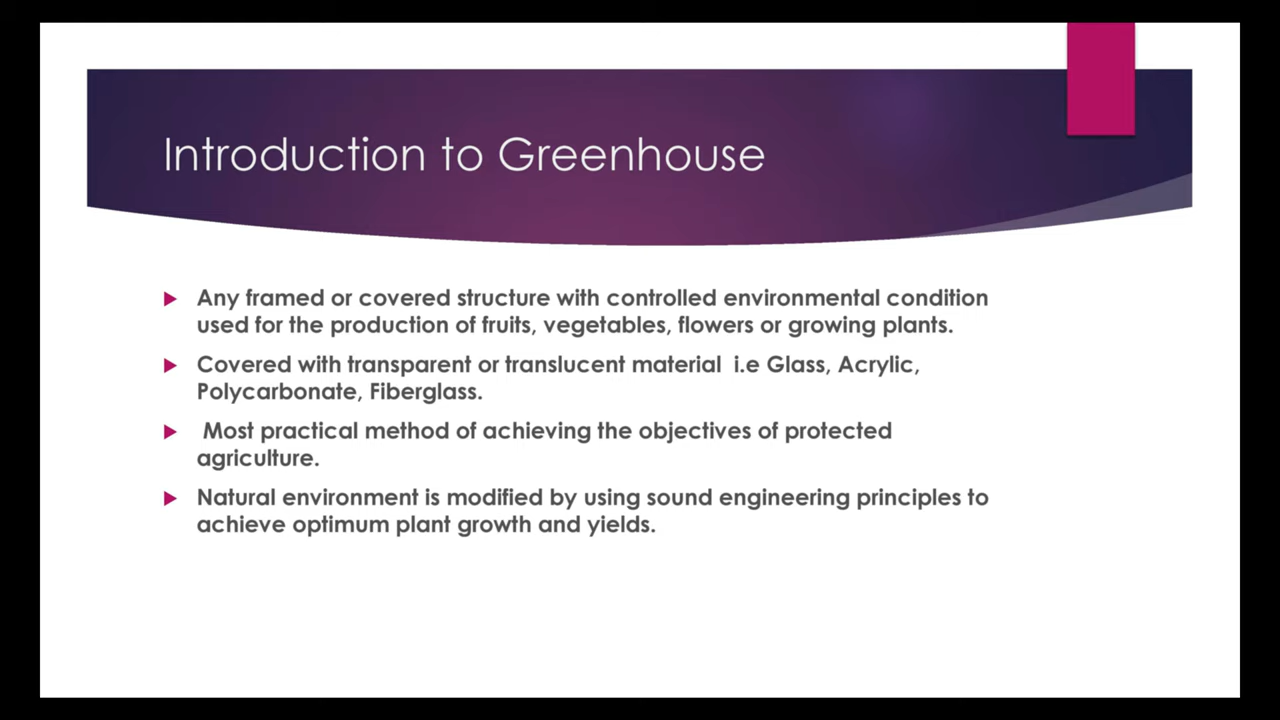 Introduction to Greenhouse
Any framed or covered structure with controlled environmental condition
used for the production of fruits, vegetables, flowers or growing plants.
Covered with transparent or translucent material  i.e Glass, Acrylic,
Polycarbonate, Fiberglass.
Most practical method of achieving the objectives of protected
agriculture.
Natural environment is modified by using sound engineering principles to
achieve optimum plant growth and yields.